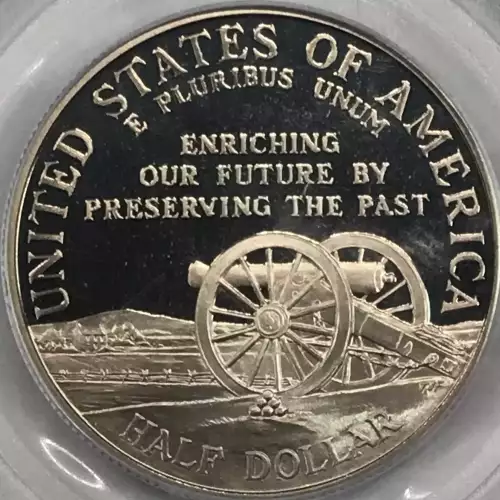 UNITED STATES OF AMERICA
E PLURIBUS UNUM
ENRICHING
OUR FUTURE BY
PRESERVING THE PAST
HALF DOLLAR